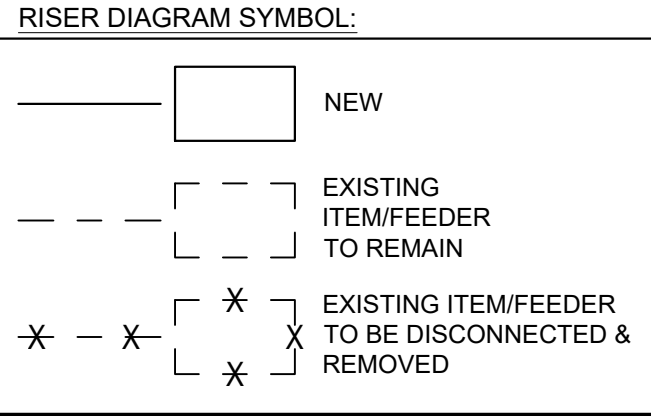 RISER DIAGRAM SYMBOL:
NEW
EXISTING
ITEM/FEEDER
TO REMAIN
EXISTING ITEM/FEEDER
TO BE DISCONNECTED &
REMOVED